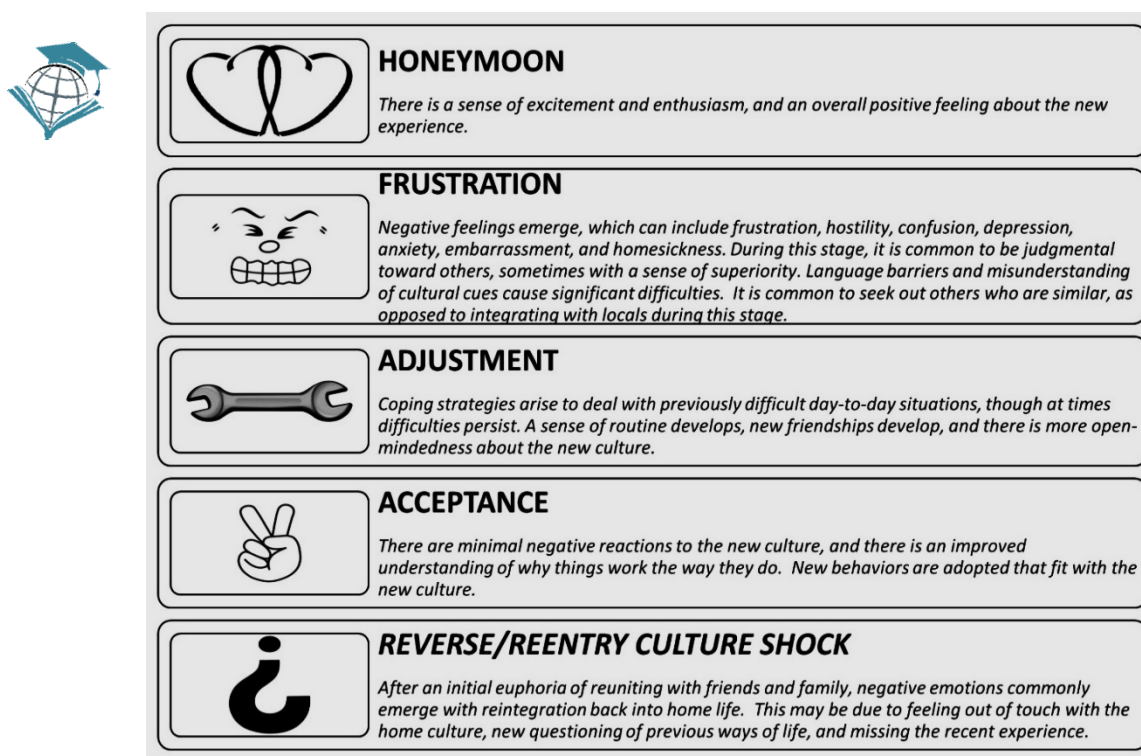 HONEYMOON
There is a sense of excitement and enthusiasm, and an overall positive feeling about the new
experience.
FRUSTRATION
Negative feelings emerge, which can include frustration, hostility, confusion, depression,
anxiety, embarrassment, and homesickness. During this stage, it is common to be judgmental
toward others, sometimes with a sense of superiority. Language barriers and misunderstanding
of cultural cues cause significant difficulties.  It is common to seek out others who are similar, as
opposed to integrating with locals during this stage.
ADJUSTMENT
Coping strategies arise to deal with previously difficult day-to-day situations, though at times
difficulties persist. A sense of routine develops, new friendships develop, and there is more open-
mindedness about the new culture.
ACCEPTANCE
There are minimal negative reactions to the new culture, and there is an improved
understanding of why things work the way they do.  New behaviors are adopted that fit with the
new culture.
REVERSE/REENTRY CULTURE SHOCK
After an initial euphoria of reuniting with friends and family, negative emotions commonly
emerge with reintegration back into home life.  This may be due to feeling out of touch with the
home culture, new questioning of previous ways of life, and missing the recent experience.